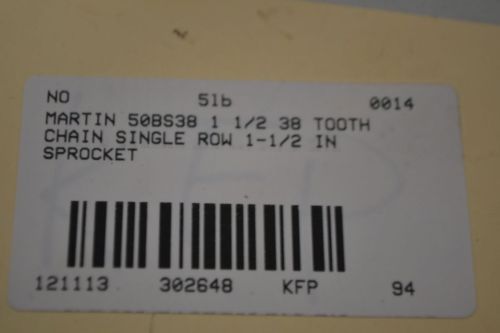 NO 5lb 0014
MARTIN 50BS38 1 1/2 38 TOOTH
CHAIN SINGLE ROW 1-1/2 IN
SPROCKET
121113 302648 KFP 94